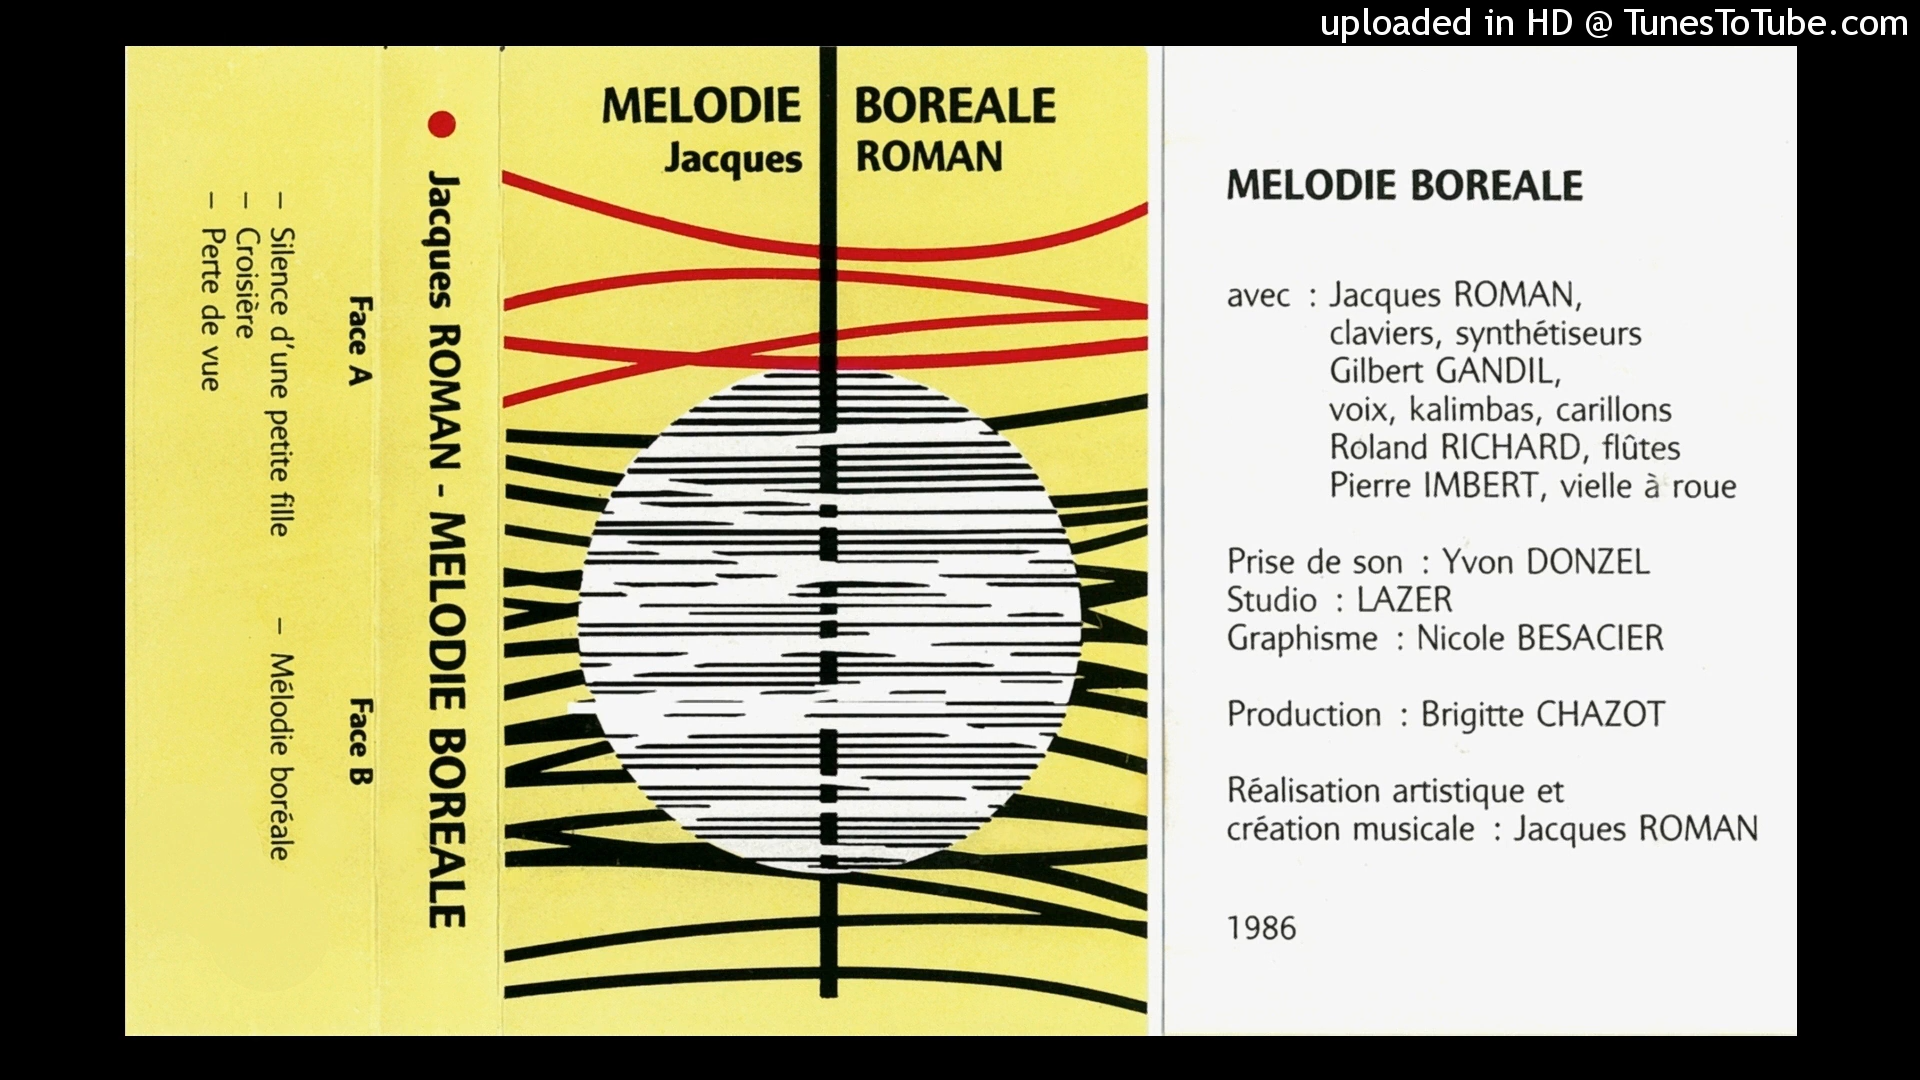 uploaded in HD @ TunesToTube.com
Face A
– Silence d'une petite fille
– Croisière
– Perte de vue
Face B
– Mélodie boréale
Jacques ROMAN - MELODIE BOREALE
MELODIE BOREALE
Jacques ROMAN
MELODIE BOREALE
avec : Jacques ROMAN,
claviers, synthétiseurs
Gilbert GANDIL,
voix, kalimbas, carillons
Roland RICHARD, flûtes
Pierre IMBERT, vielle à roue
Prise de son : Yvon DONZEL
Studio : LAZER
Graphisme : Nicole BESACIER
Production : Brigitte CHAZOT
Réalisation artistique et
création musicale : Jacques ROMAN
1986